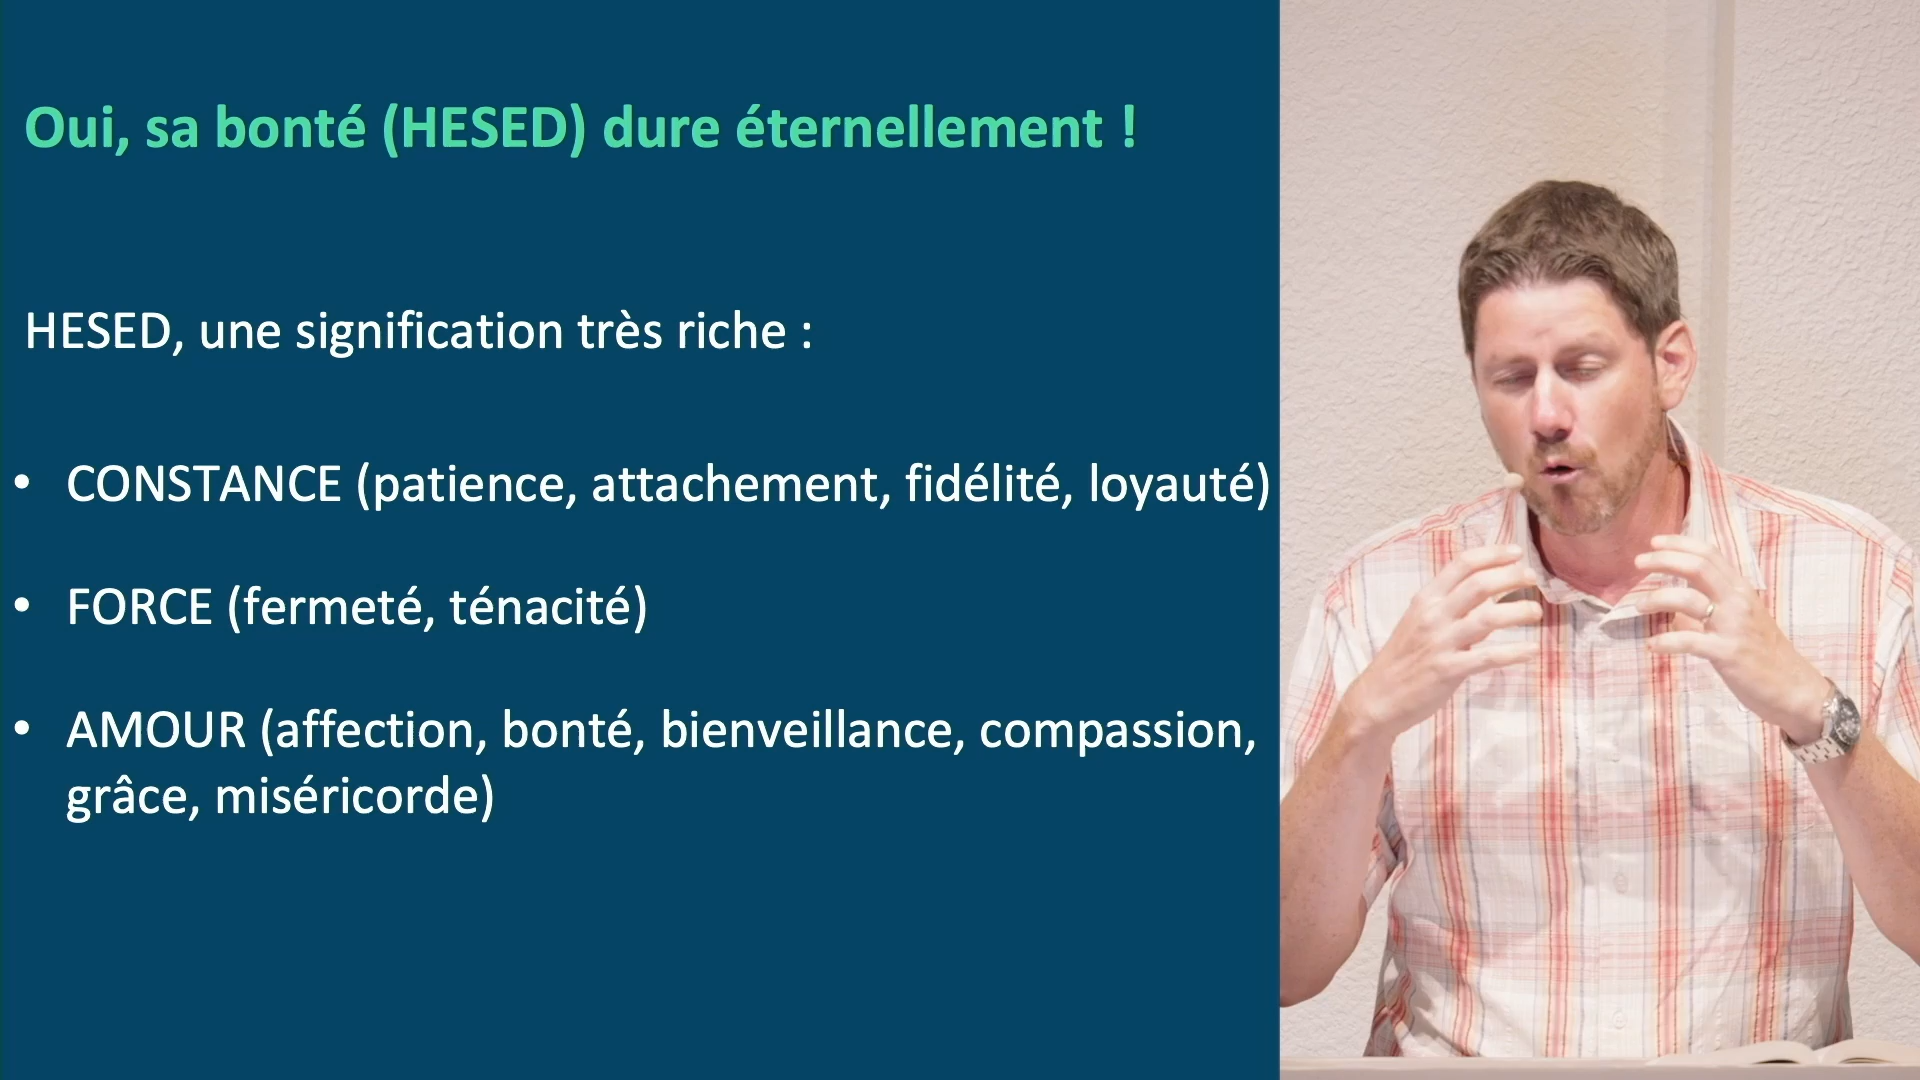 Oui, sa bonté (HESED) dure éternellement !
HESED, une signification très riche :
• CONSTANCE (patience, attachement, fidélité, loyauté)
• FORCE (fermeté, ténacité)
• AMOUR (affection, bonté, bienveillance, compassion,
grâce, miséricorde)